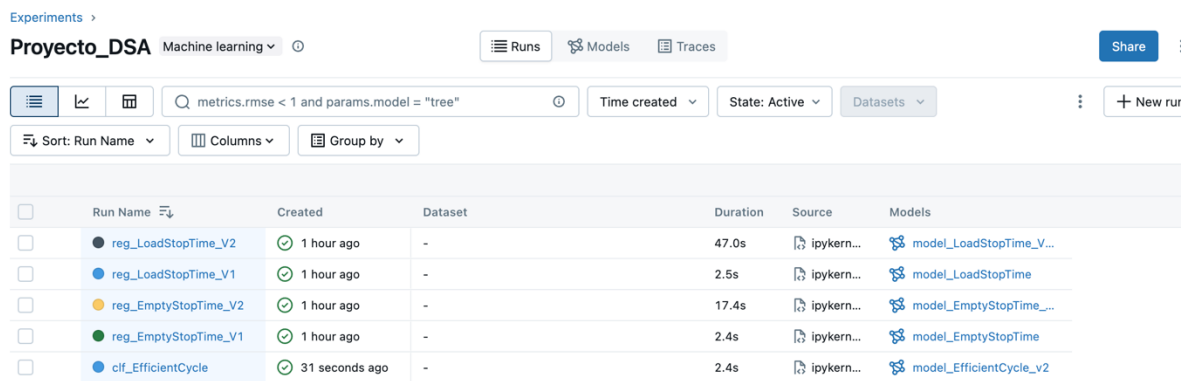 Experiments >
Proyecto_DSA Machine learning Runs Models Traces Share
metrics.rmse < 1 and params.model = "tree" Time created State: Active Datasets + New run
Sort: Run Name Columns Group by
Run Name Created Dataset Duration Source Models
reg_LoadStopTime_V2 1 hour ago - 47.0s ipykern... model_LoadStopTime_V...
reg_LoadStopTime_V1 1 hour ago - 2.5s ipykern... model_LoadStopTime
reg_EmptyStopTime_V2 1 hour ago - 17.4s ipykern... model_EmptyStopTime_...
reg_EmptyStopTime_V1 1 hour ago - 2.4s ipykern... model_EmptyStopTime
clf_EfficientCycle 31 seconds ago - 2.4s ipykern... model_EfficientCycle_v2